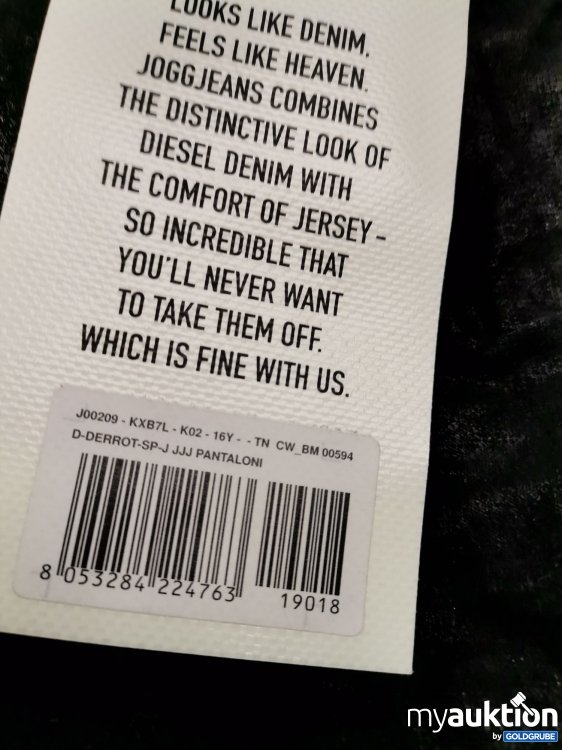 LOOKS LIKE DENIM.
FEELS LIKE HEAVEN.
JOGGJEANS COMBINES
THE DISTINCTIVE LOOK OF
DIESEL DENIM WITH
THE COMFORT OF JERSEY -
SO INCREDIBLE THAT
YOU'LL NEVER WANT
TO TAKE THEM OFF.
WHICH IS FINE WITH US.
J00209 - KXB7L - K02 - 16Y - - TN CW_BM 00594
D-DERROT-SP-J JJJ PANTALONI
8 053284 224763
19018
myauktion
by GOLDGRUBE